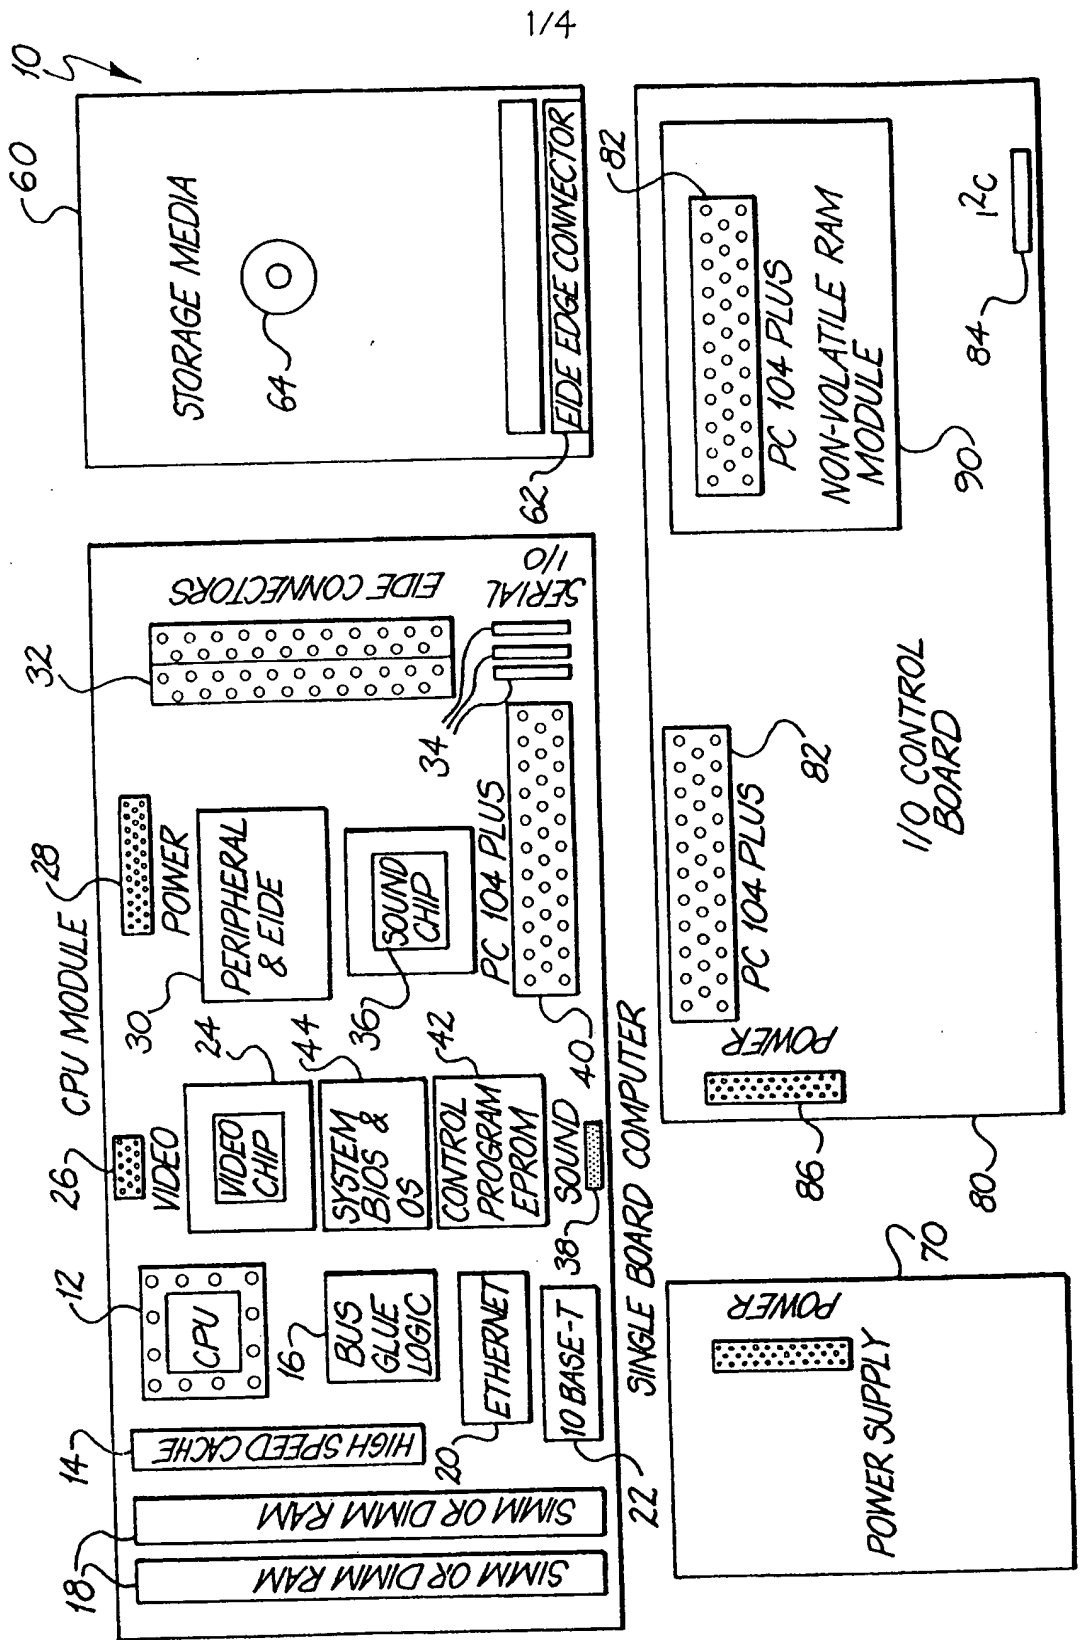 1/4
10
60
STORAGE MEDIA
64
EIDE EDGE CONNECTOR
62
CPU MODULE
26
VIDEO
28
POWER
12
CPU
14
HIGH SPEED CACHE
18
SIMM OR DIMM RAM
SIMM OR DIMM RAM
16
BUS
GLUE
LOGIC
20
ETHERNET
22
10 BASE-T
24
VIDEO
CHIP
44
SYSTEM
BIOS &
OS
42
CONTROL
PROGRAM
EPROM
SOUND
38
30
PERIPHERAL
& EIDE
36
SOUND
CHIP
PC 104 PLUS
40
32
EIDE CONNECTORS
34
SERIAL
I/O
SINGLE BOARD COMPUTER
POWER
POWER SUPPLY
70
POWER
86
80
PC 104 PLUS
82
I/O CONTROL
BOARD
82
PC 104 PLUS
NON-VOLATILE RAM
MODULE
90
84
I2C